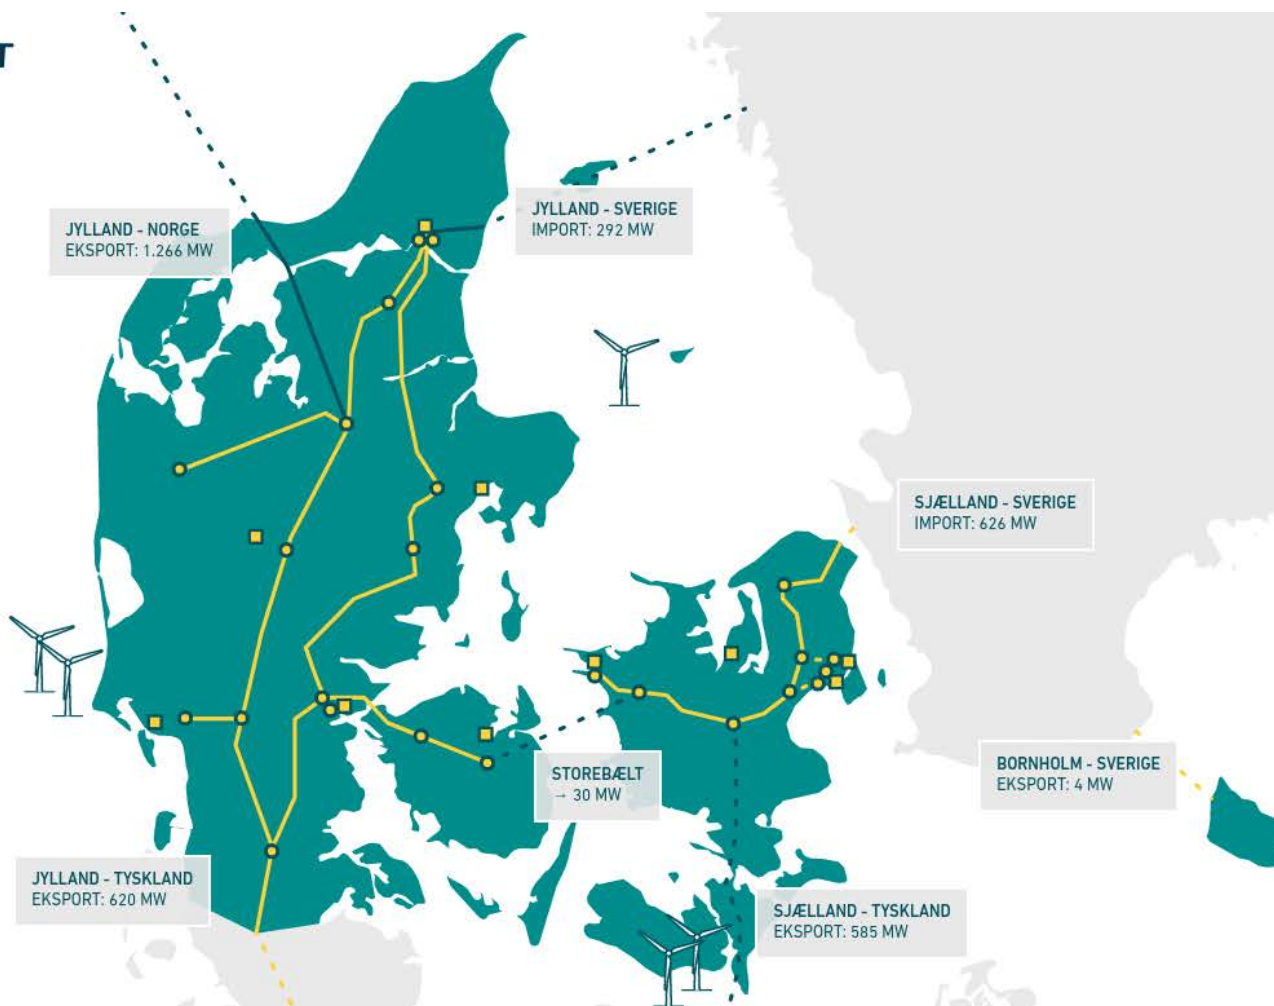 T
JYLLAND - NORGE
EKSPORT: 1.266 MW
JYLLAND - SVERIGE
IMPORT: 292 MW
SJÆLLAND - SVERIGE
IMPORT: 626 MW
STOREBÆLT
→ 30 MW
BORNHOLM - SVERIGE
EKSPORT: 4 MW
JYLLAND - TYSKLAND
EKSPORT: 620 MW
SJÆLLAND - TYSKLAND
EKSPORT: 585 MW